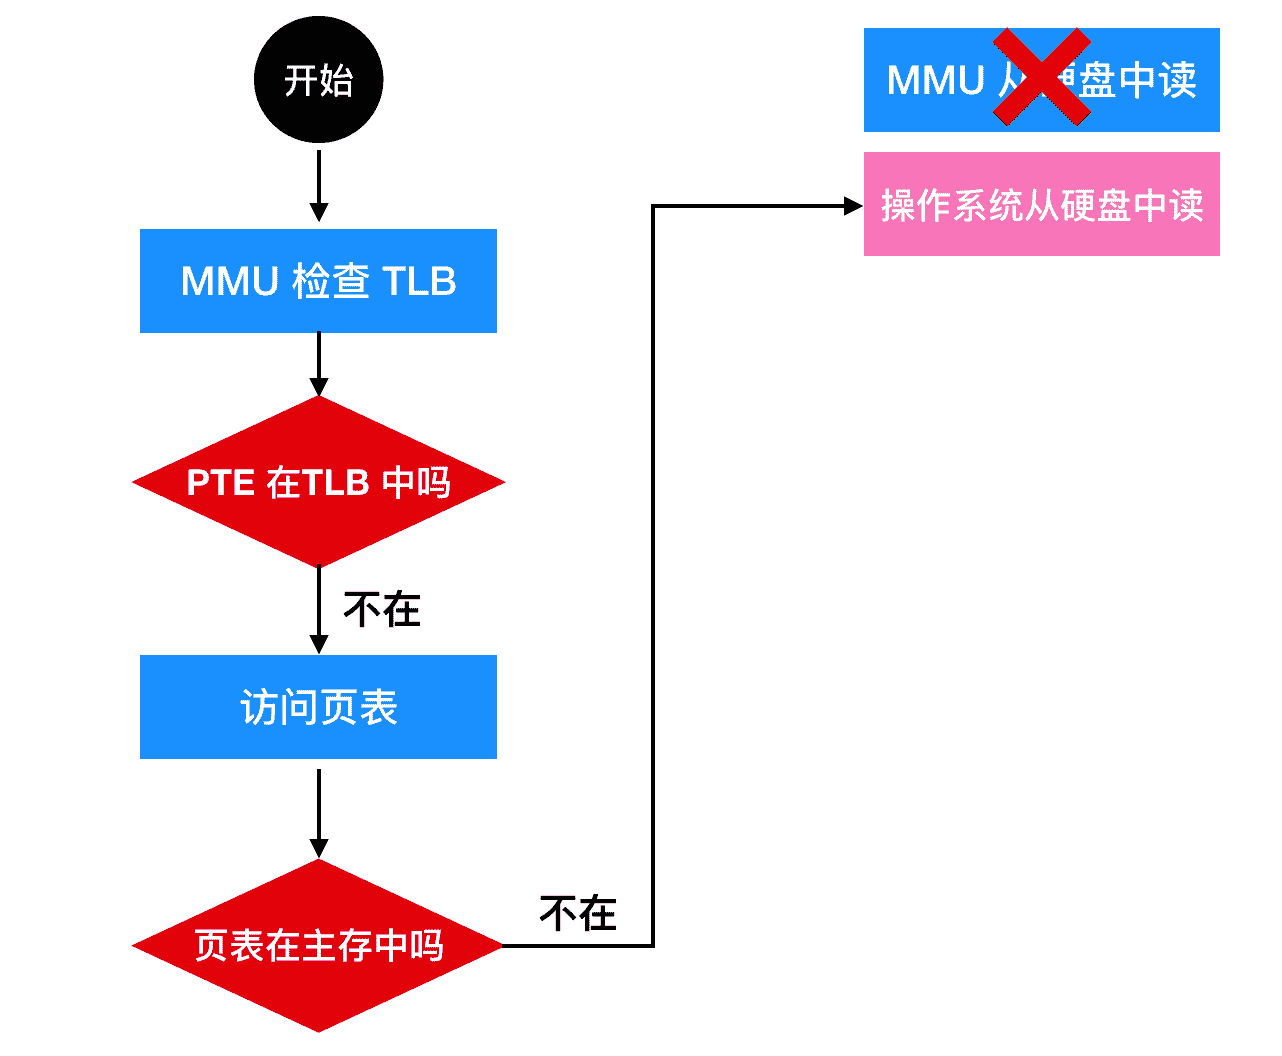 开始
MMU 检查 TLB
PTE 在TLB 中吗
不在
访问页表
页表在主存中吗
不在
MMU 从硬盘中读
操作系统从硬盘中读